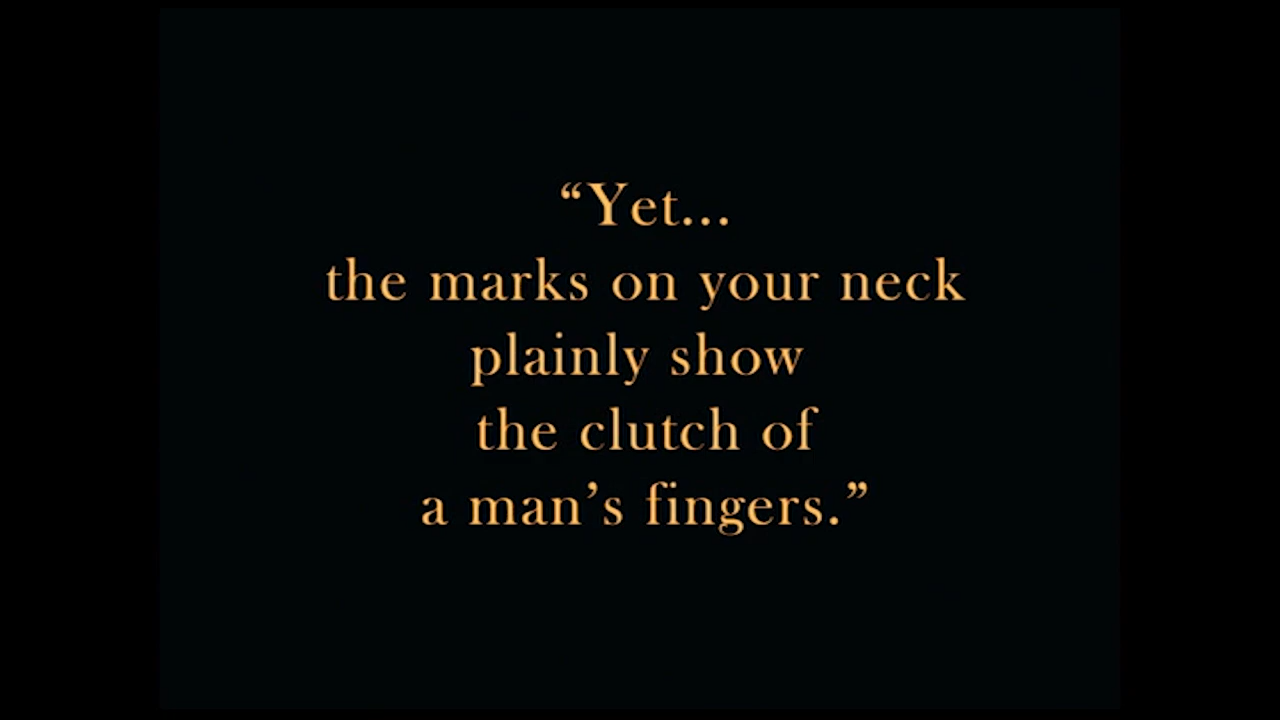 “Yet...
the marks on your neck
plainly show
the clutch of
a man’s fingers.”